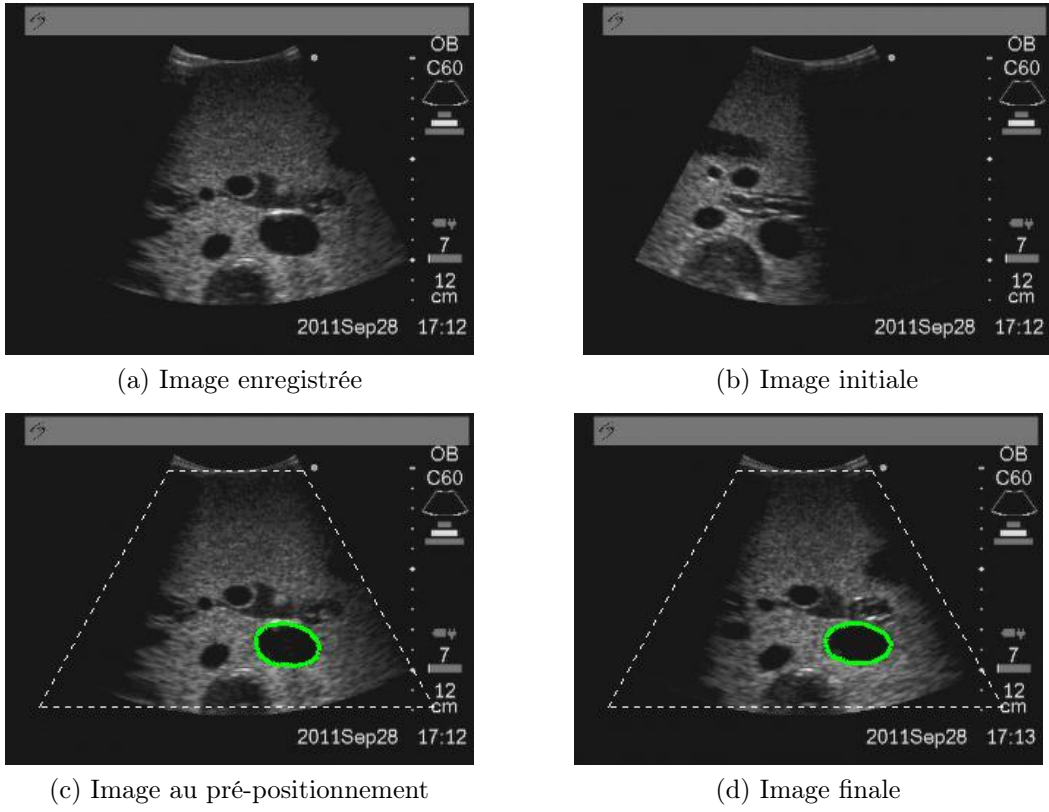 OB
C60
7
12
cm
2011Sep28 17:12
(a) Image enregistrée
OB
C60
7
12
cm
2011Sep28 17:12
(b) Image initiale
OB
C60
7
12
cm
2011Sep28 17:12
(c) Image au pré-positionnement
OB
C60
7
12
cm
2011Sep28 17:13
(d) Image finale